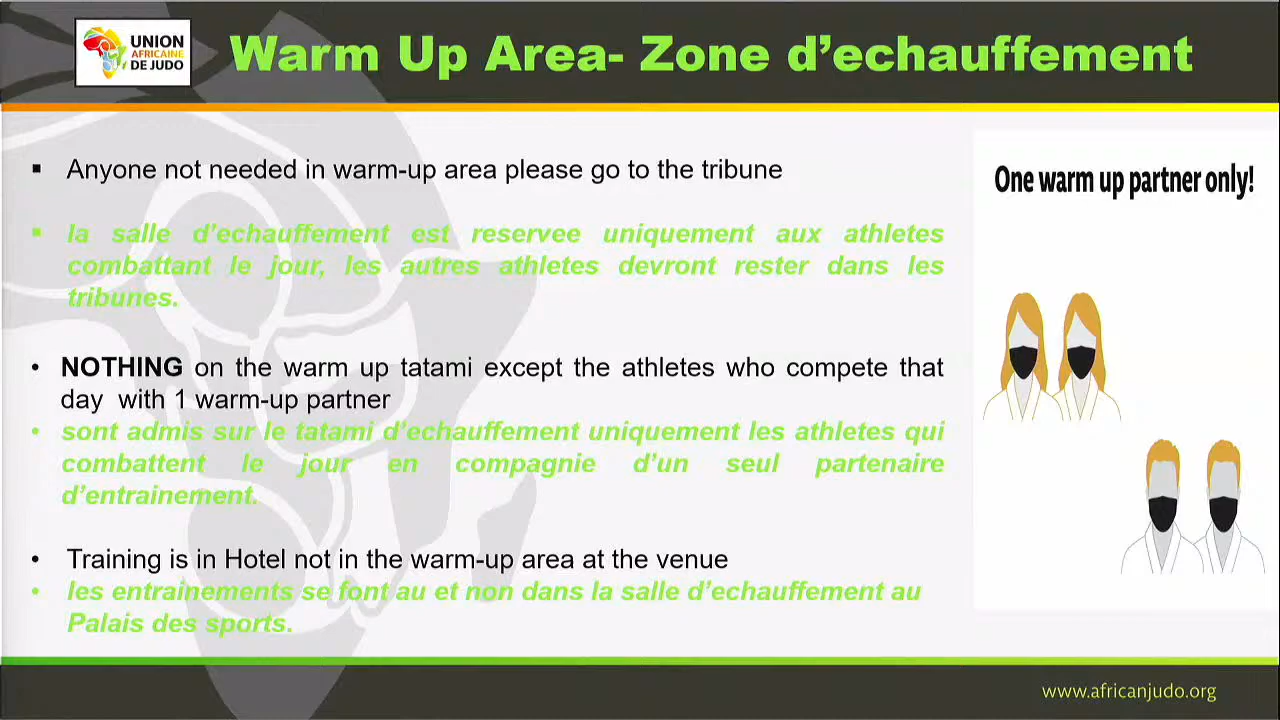 UNION
AFRICAINE
DE JUDO
Warm Up Area- Zone d’echauffement
Anyone not needed in warm-up area please go to the tribune
la salle d’echauffement est reservee uniquement aux athletes
combattant le jour, les autres athletes devront rester dans les
tribunes.
NOTHING on the warm up tatami except the athletes who compete that
day with 1 warm-up partner
sont admis sur le tatami d’echauffement uniquement les athletes qui
combattent le jour en compagnie d’un seul partenaire
d’entrainement.
Training is in Hotel not in the warm-up area at the venue
les entrainements se font au et non dans la salle d’echauffement au
Palais des sports.
One warm up partner only!
www.africanjudo.org